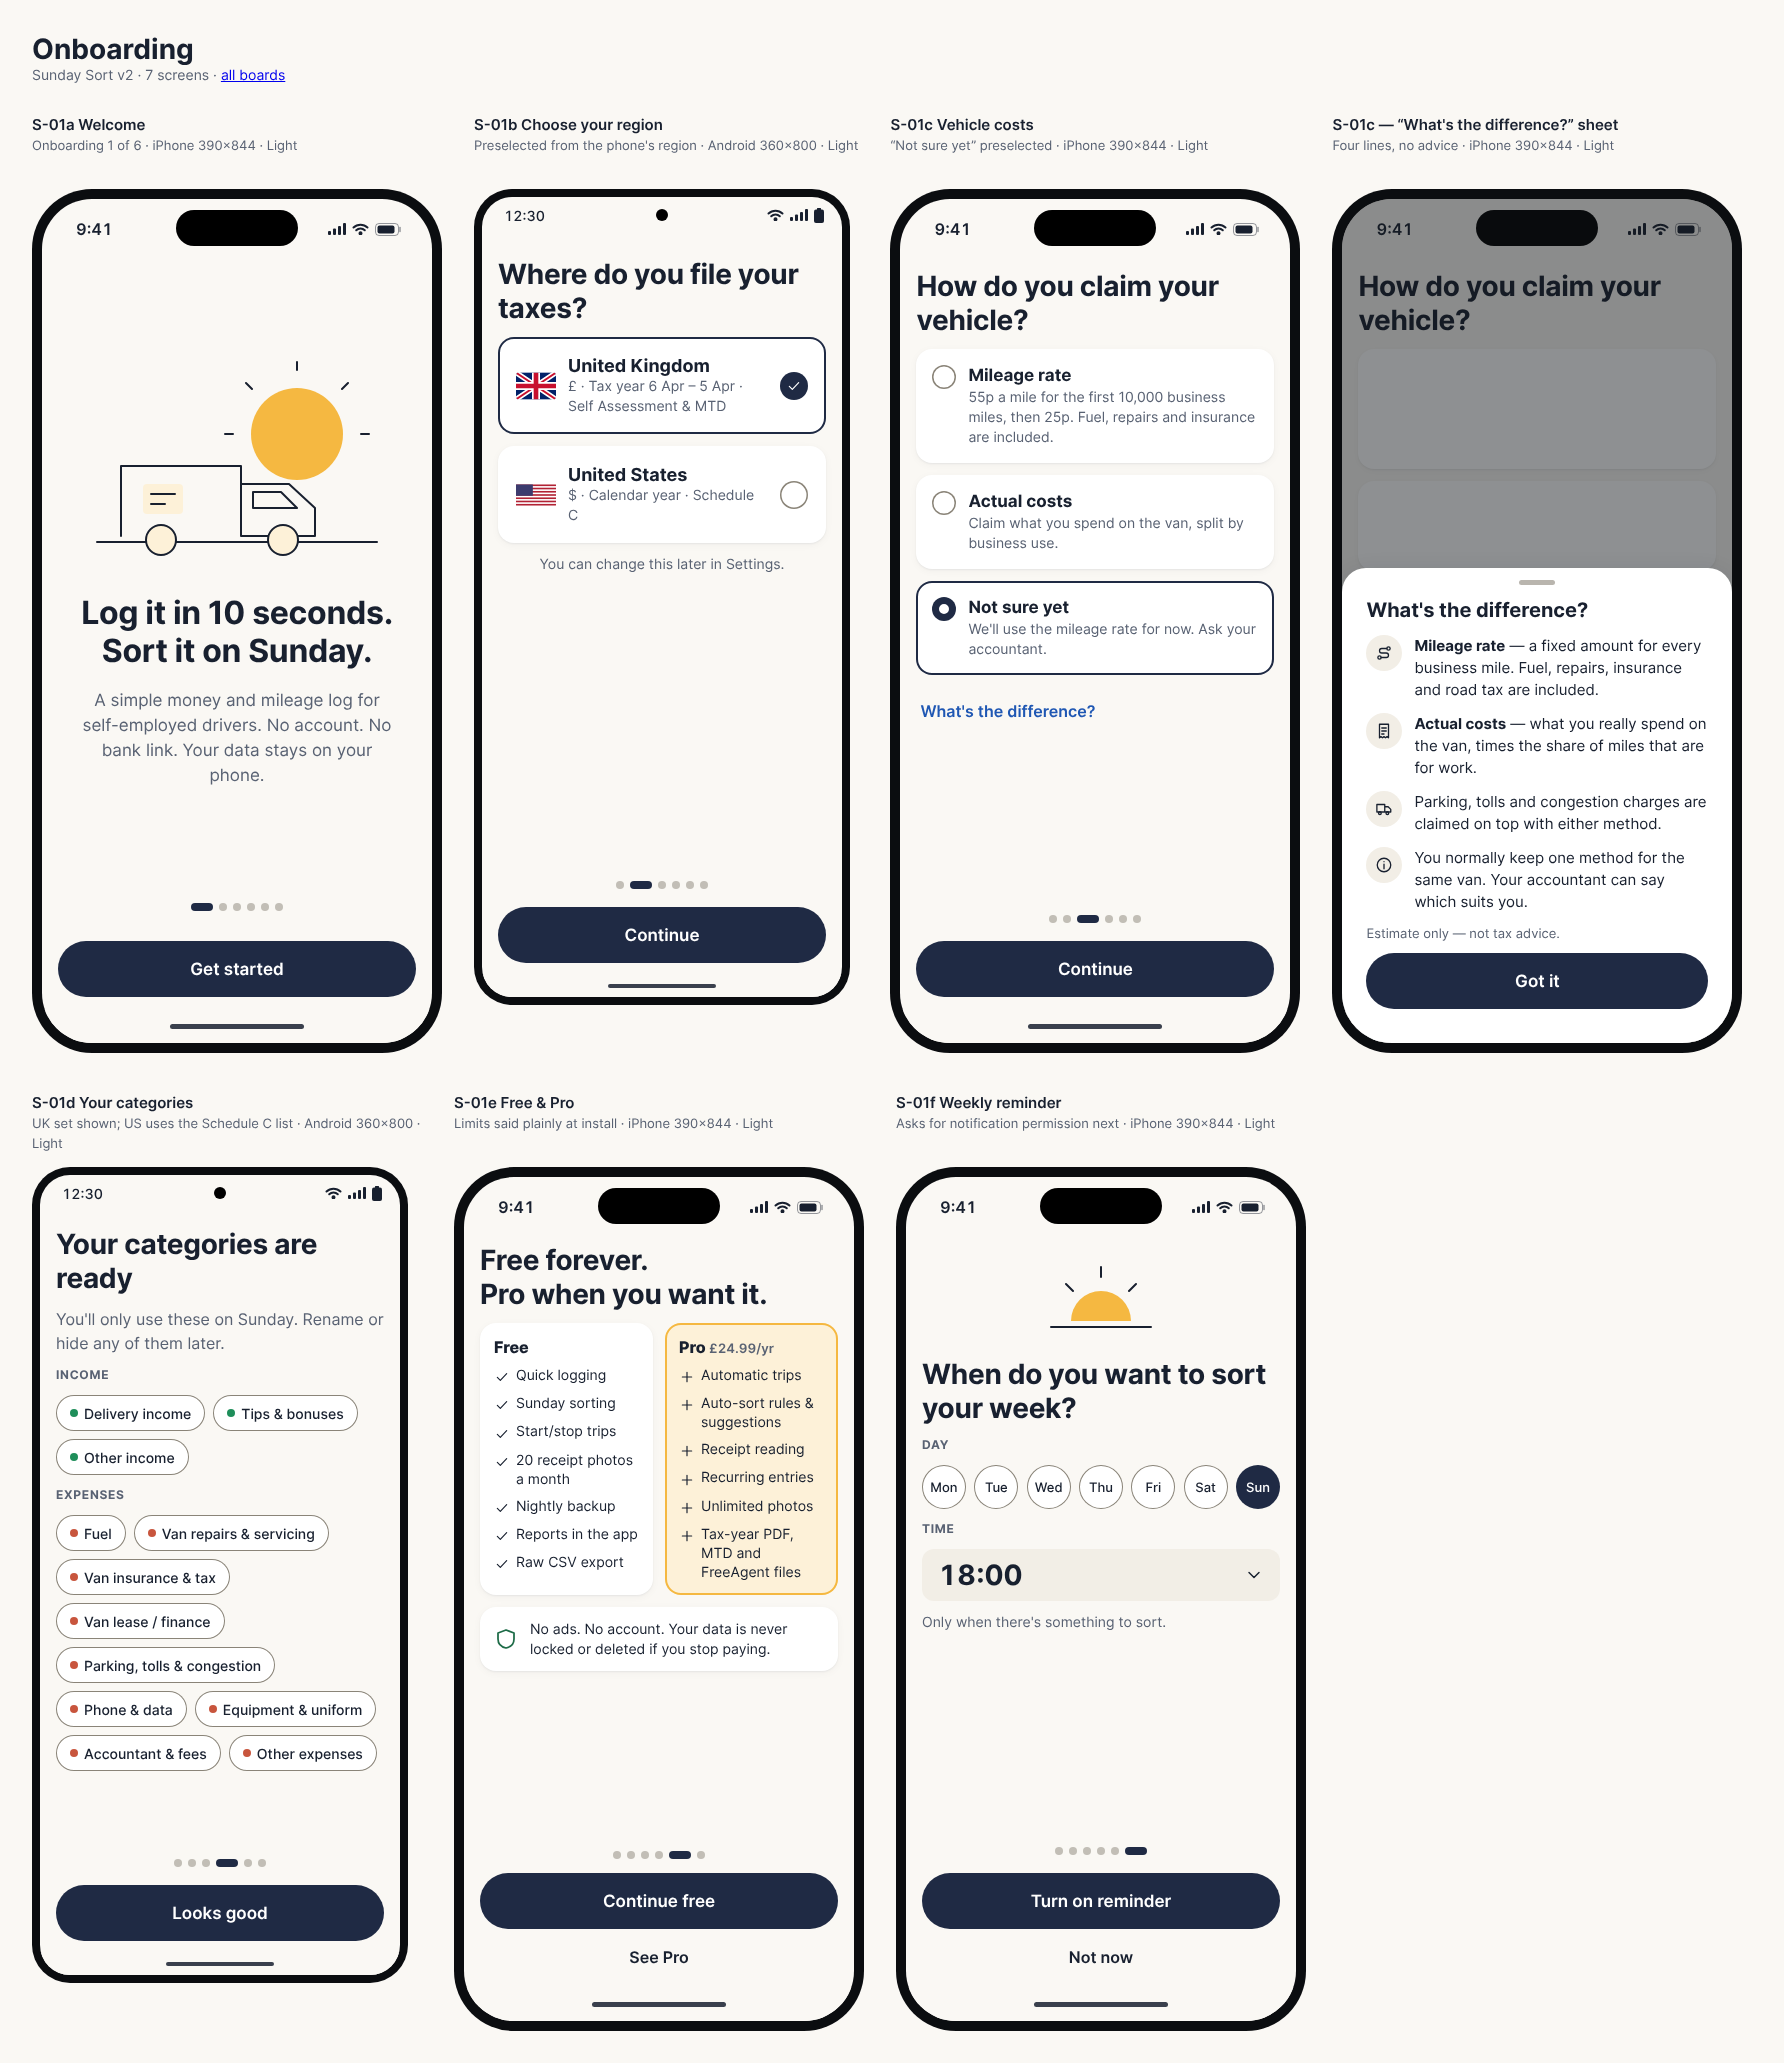 Onboarding
Sunday Sort v2 · 7 screens · all boards
S-01a Welcome
Onboarding 1 of 6 · iPhone 390×844 · Light
9:41
Log it in 10 seconds.
Sort it on Sunday.
A simple money and mileage log for
self-employed drivers. No account. No
bank link. Your data stays on your
phone.
Get started
S-01b Choose your region
Preselected from the phone's region · Android 360×800 · Light
12:30
Where do you file your
taxes?
United Kingdom
£ · Tax year 6 Apr – 5 Apr ·
Self Assessment & MTD
United States
$ · Calendar year · Schedule
C
You can change this later in Settings.
Continue
S-01c Vehicle costs
“Not sure yet” preselected · iPhone 390×844 · Light
9:41
How do you claim your
vehicle?
Mileage rate
55p a mile for the first 10,000 business
miles, then 25p. Fuel, repairs and insurance
are included.
Actual costs
Claim what you spend on the van, split by
business use.
Not sure yet
We'll use the mileage rate for now. Ask your
accountant.
What's the difference?
Continue
S-01c — “What's the difference?” sheet
Four lines, no advice · iPhone 390×844 · Light
9:41
How do you claim your
vehicle?
What's the difference?
Mileage rate — a fixed amount for every
business mile. Fuel, repairs, insurance
and road tax are included.
Actual costs — what you really spend on
the van, times the share of miles that are
for work.
Parking, tolls and congestion charges are
claimed on top with either method.
You normally keep one method for the
same van. Your accountant can say
which suits you.
Estimate only — not tax advice.
Got it
S-01d Your categories
UK set shown; US uses the Schedule C list · Android 360×800 ·
Light
12:30
Your categories are
ready
You'll only use these on Sunday. Rename or
hide any of them later.
INCOME
Delivery income
Tips & bonuses
Other income
EXPENSES
Fuel
Van repairs & servicing
Van insurance & tax
Van lease / finance
Parking, tolls & congestion
Phone & data
Equipment & uniform
Accountant & fees
Other expenses
Looks good
S-01e Free & Pro
Limits said plainly at install · iPhone 390×844 · Light
9:41
Free forever.
Pro when you want it.
Free
Quick logging
Sunday sorting
Start/stop trips
20 receipt photos
a month
Nightly backup
Reports in the app
Raw CSV export
Pro £24.99/yr
Automatic trips
Auto-sort rules &
suggestions
Receipt reading
Recurring entries
Unlimited photos
Tax-year PDF,
MTD and
FreeAgent files
No ads. No account. Your data is never
locked or deleted if you stop paying.
Continue free
See Pro
S-01f Weekly reminder
Asks for notification permission next · iPhone 390×844 · Light
9:41
When do you want to sort
your week?
DAY
Mon Tue Wed Thu Fri Sat Sun
TIME
18:00
Only when there's something to sort.
Turn on reminder
Not now